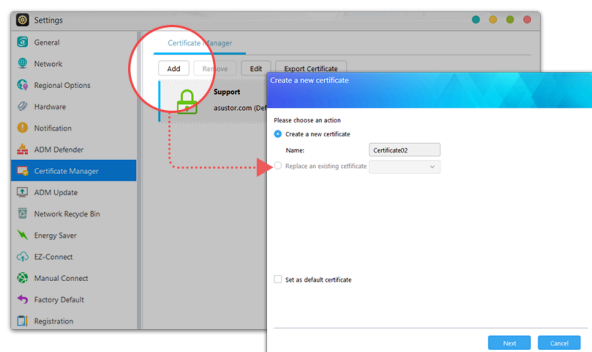 Settings
General
Network
Regional Options
Hardware
Notification
ADM Defender
Certificate Manager
ADM Update
Network Recycle Bin
Energy Saver
EZ-Connect
Manual Connect
Factory Default
Registration
Certificate Manager
Add Remove Edit Export Certificate
Support
asustor.com (Def
Create a new certificate
Please choose an action
Create a new certificate
Name: Certificate02
Replace an existing cetificate
Set as default certificate
Next Cancel